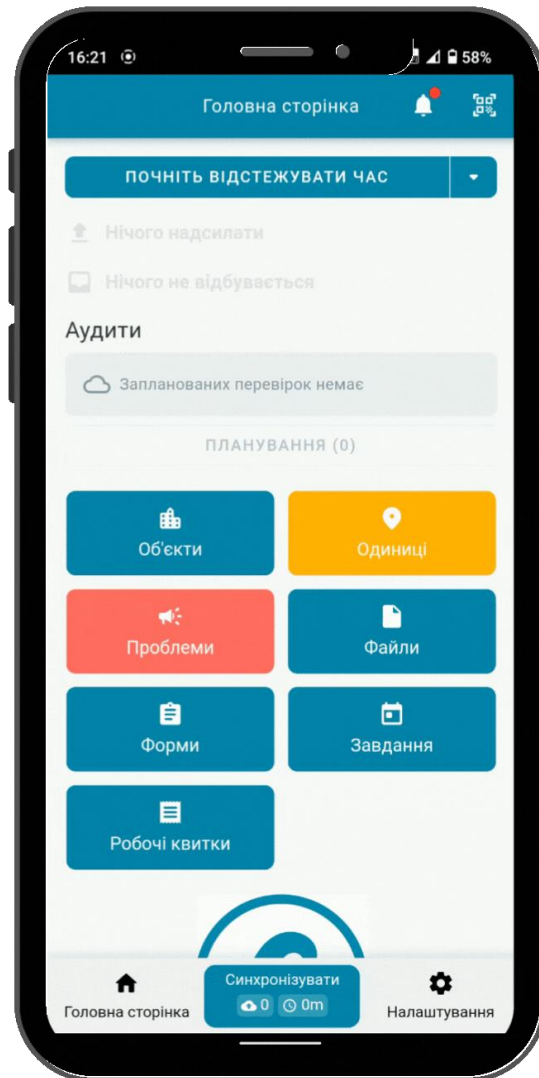 16:21 58%
Головна сторінка
ПОЧНІТЬ ВІДСТЕЖУВАТИ ЧАС
Нічого надсилати
Нічого не відбувається
Аудити
Запланованих перевірок немає
ПЛАНУВАННЯ (0)
Об'єкти
Одиниці
Проблеми
Файли
Форми
Завдання
Робочі квитки
Головна сторінка
Синхронізувати
0 0m
Налаштування